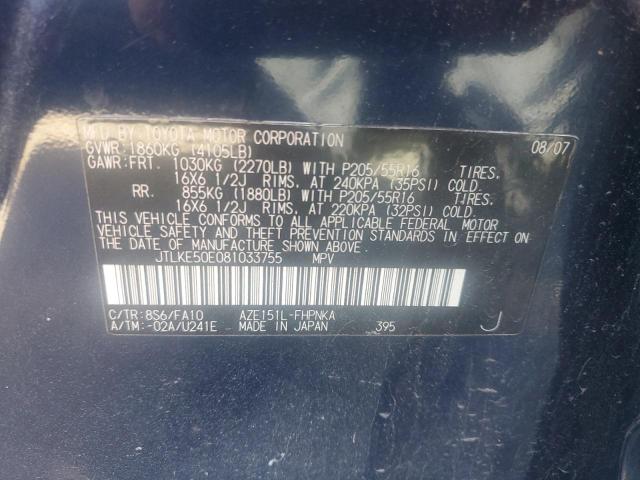 MFD. BY: TOYOTA MOTOR CORPORATION 08/07
GVWR: 1860KG (4105LB)
GAWR: FRT. 1030KG (2270LB) WITH P205/55R16 TIRES.
16X6 1/2J RIMS. AT 240KPA (35PSI) COLD.
RR. 855KG (1880LB) WITH P205/55R16 TIRES.
16X6 1/2J RIMS. AT 220KPA (32PSI) COLD.
THIS VEHICLE CONFORMS TO ALL APPLICABLE FEDERAL MOTOR
VEHICLE SAFETY AND THEFT PREVENTION STANDARDS IN EFFECT
ON THE DATE OF MANUFACTURE SHOWN ABOVE.
JTLKE50E081033755 MPV
C/TR: 8S6/FA10 AZE151L-FHPNKA
A/TM: -02A/U241E MADE IN JAPAN 395 J